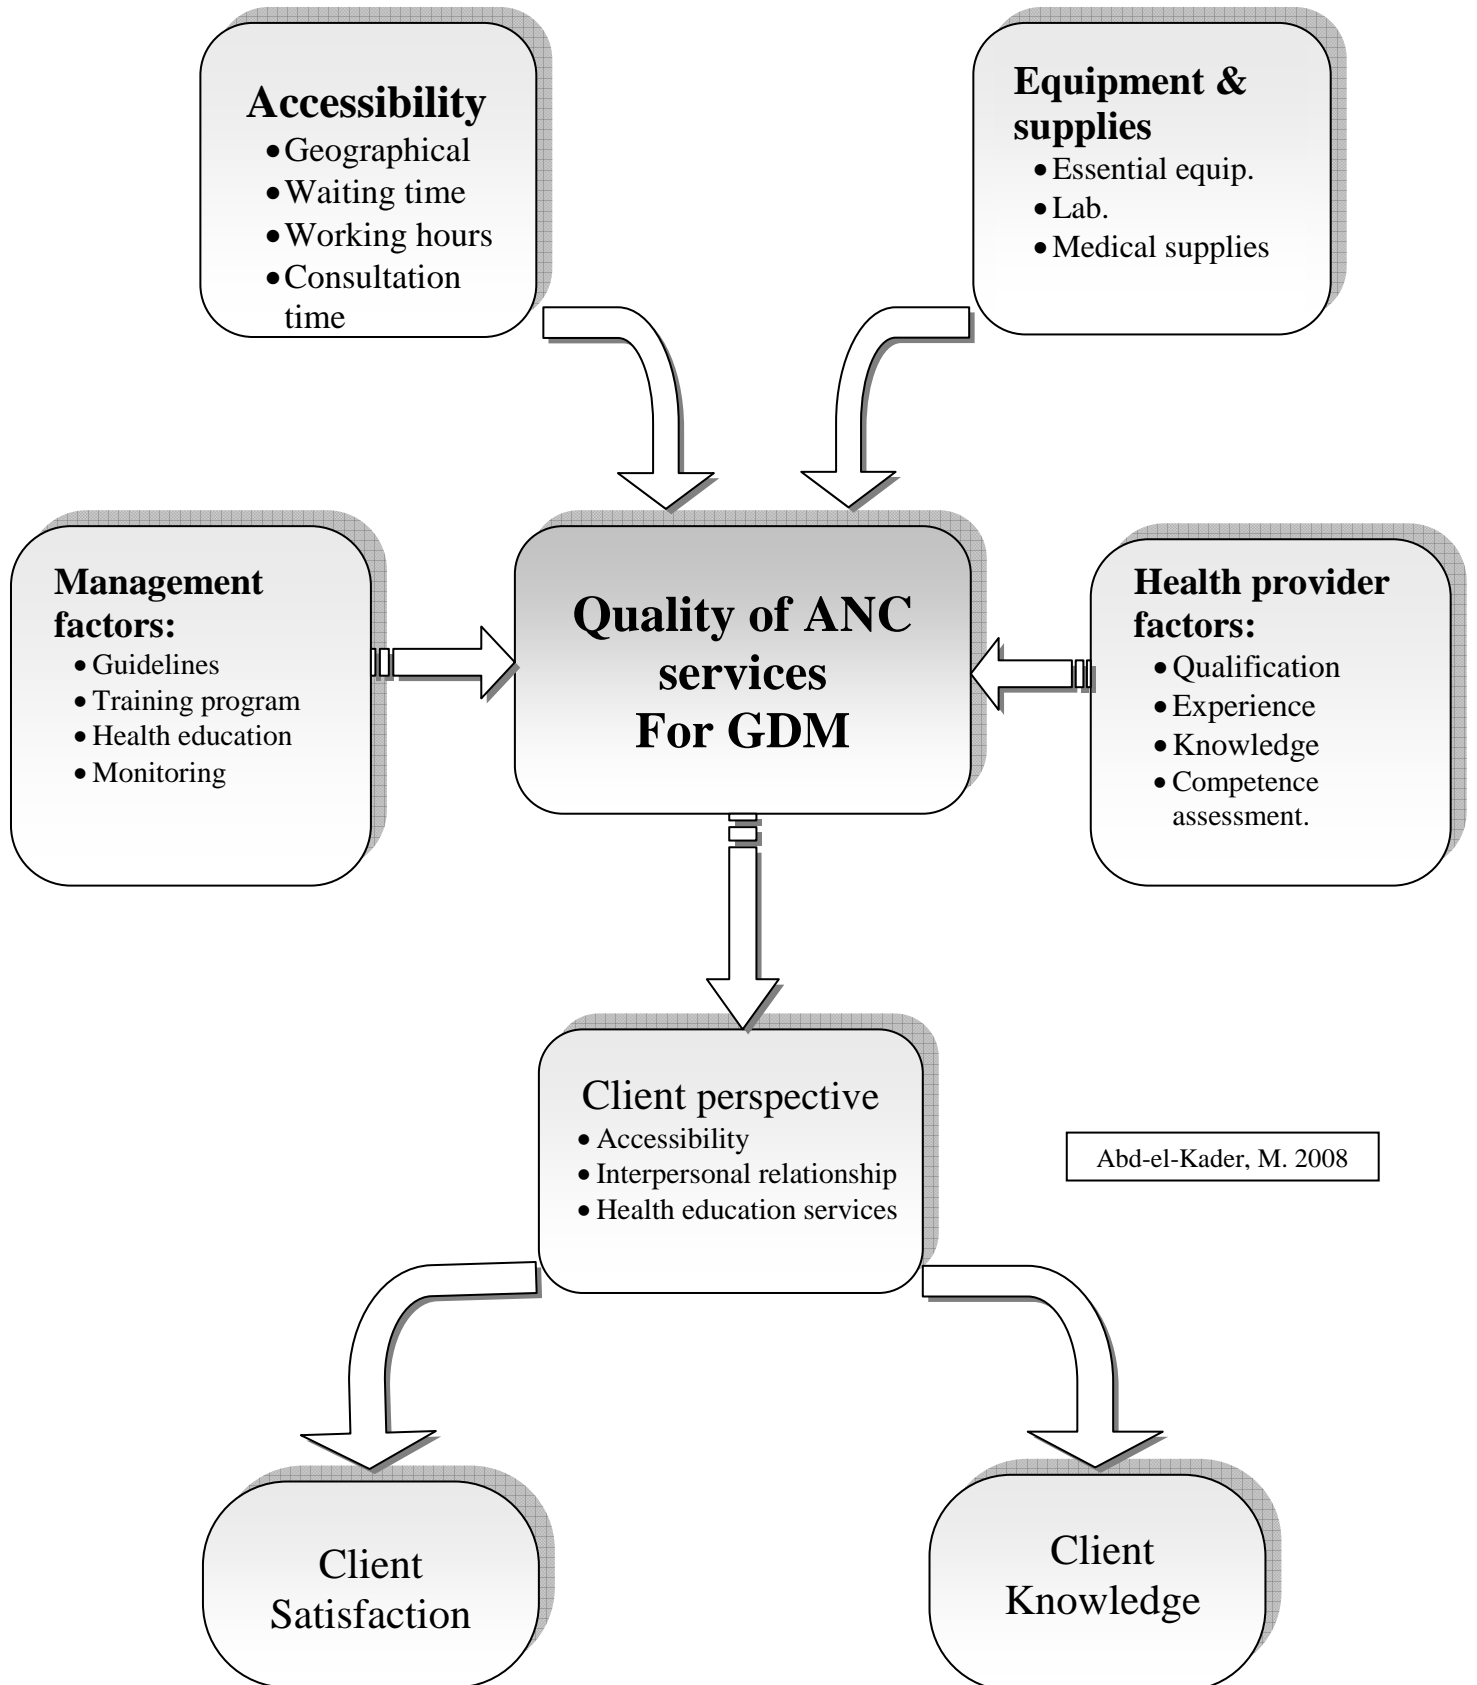 Accessibility
• Geographical
• Waiting time
• Working hours
• Consultation
time
Equipment &
supplies
• Essential equip.
• Lab.
• Medical supplies
Management
factors:
• Guidelines
• Training program
• Health education
• Monitoring
Quality of ANC
services
For GDM
Health provider
factors:
• Qualification
• Experience
• Knowledge
• Competence
assessment.
Client perspective
• Accessibility
• Interpersonal relationship
• Health education services
Abd-el-Kader, M. 2008
Client
Satisfaction
Client
Knowledge